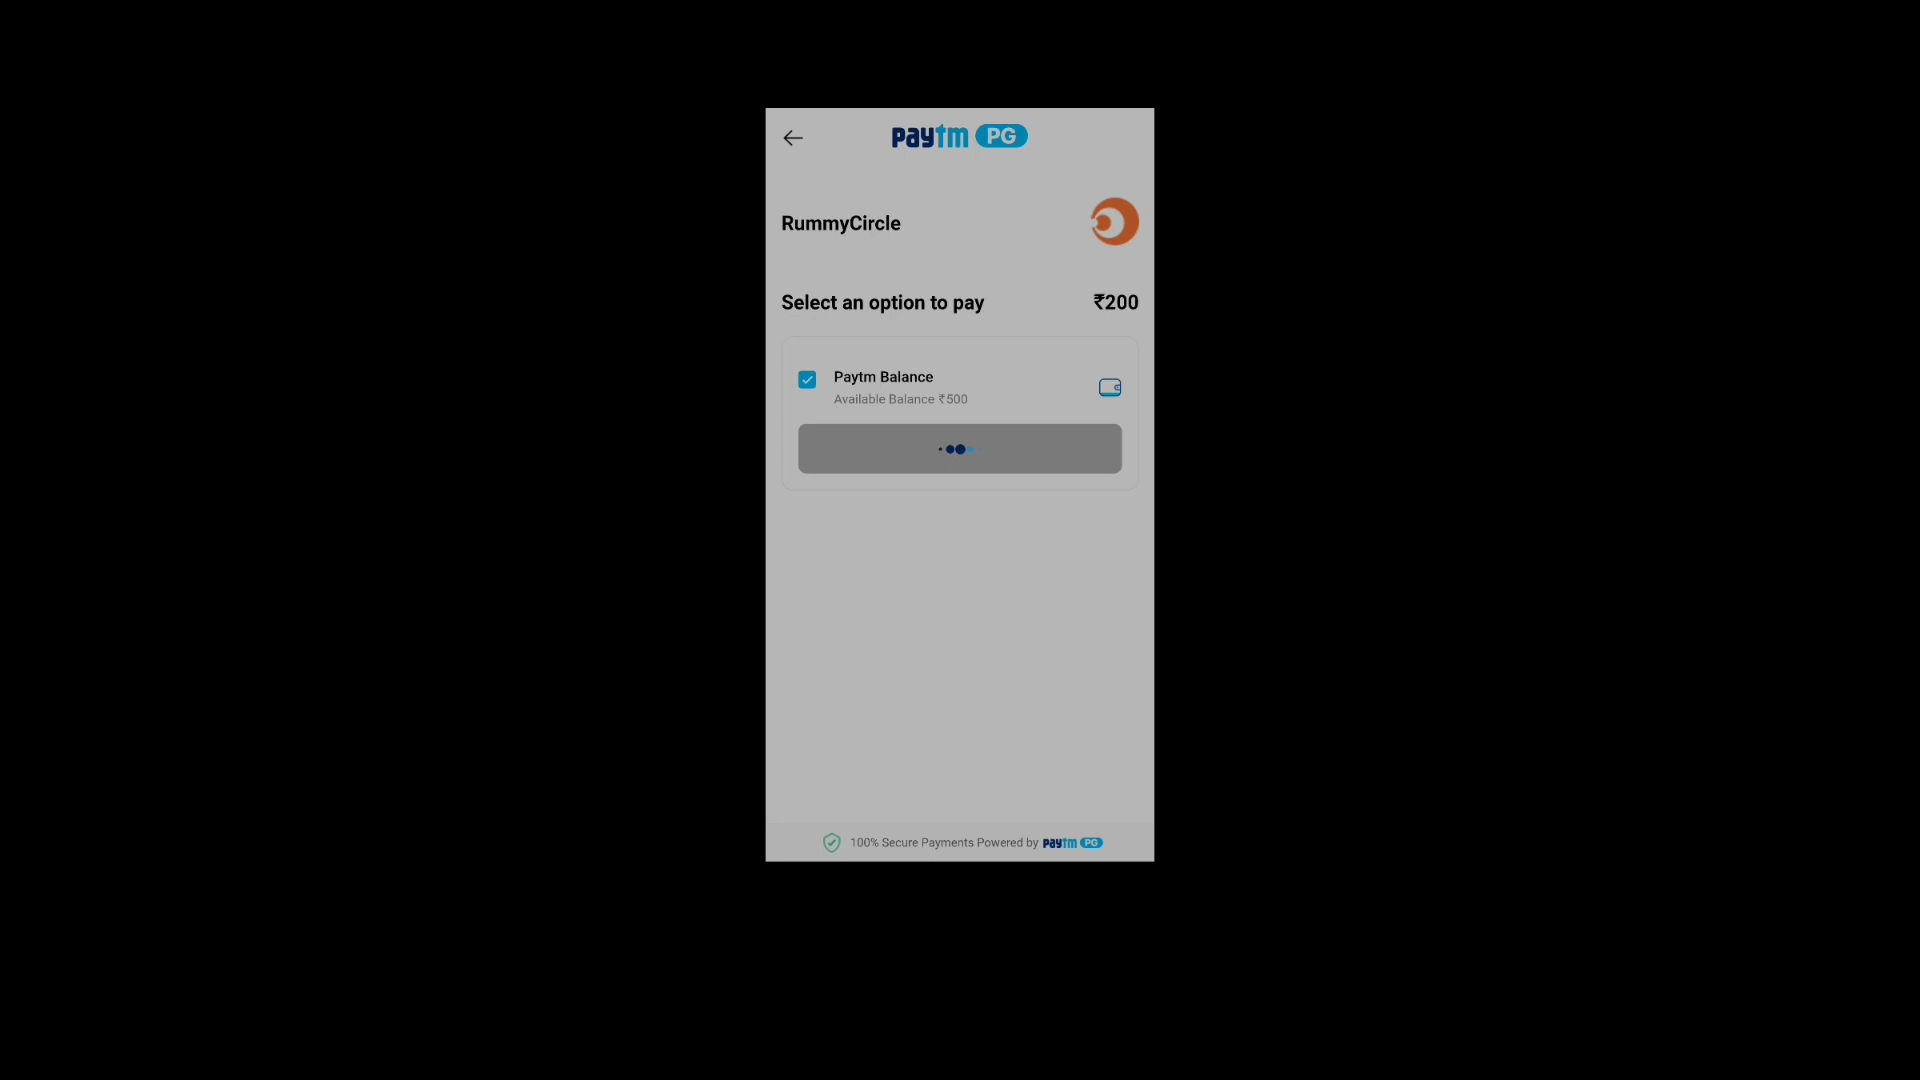 paytm PG
RummyCircle
Select an option to pay ₹200
Paytm Balance
Available Balance ₹500
100% Secure Payments Powered by paytm PG